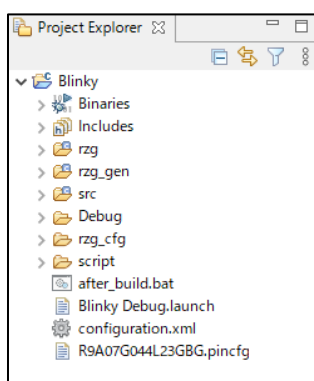 Project Explorer
Blinky
Binaries
Includes
rzg
rzg_gen
src
Debug
rzg_cfg
script
after_build.bat
Blinky Debug.launch
configuration.xml
R9A07G044L23GBG.pincfg